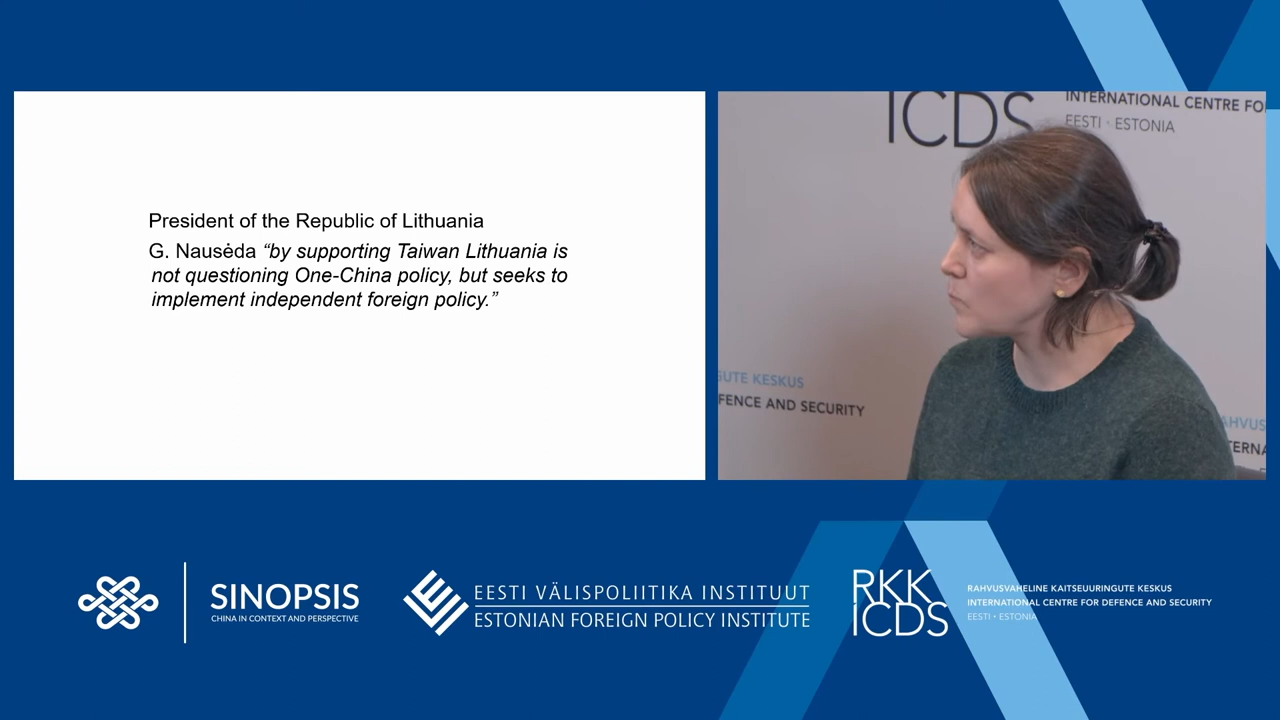 President of the Republic of Lithuania
G. Nausėda “by supporting Taiwan Lithuania is
not questioning One-China policy, but seeks to
implement independent foreign policy.”
ICDS
INTERNATIONAL CENTRE FO
EESTI · ESTONIA
GUTE KESKUS
FENCE AND SECURITY
AHVUS
TERNA
SINOPSIS
CHINA IN CONTEXT AND PERSPECTIVE
EESTI VÄLISPOLIITIKA INSTITUUT
ESTONIAN FOREIGN POLICY INSTITUTE
RKK
ICDS
RAHVUSVAHELINE KAITSEUURINGUTE KESKUS
INTERNATIONAL CENTRE FOR DEFENCE AND SECURITY
EESTI · ESTONIA